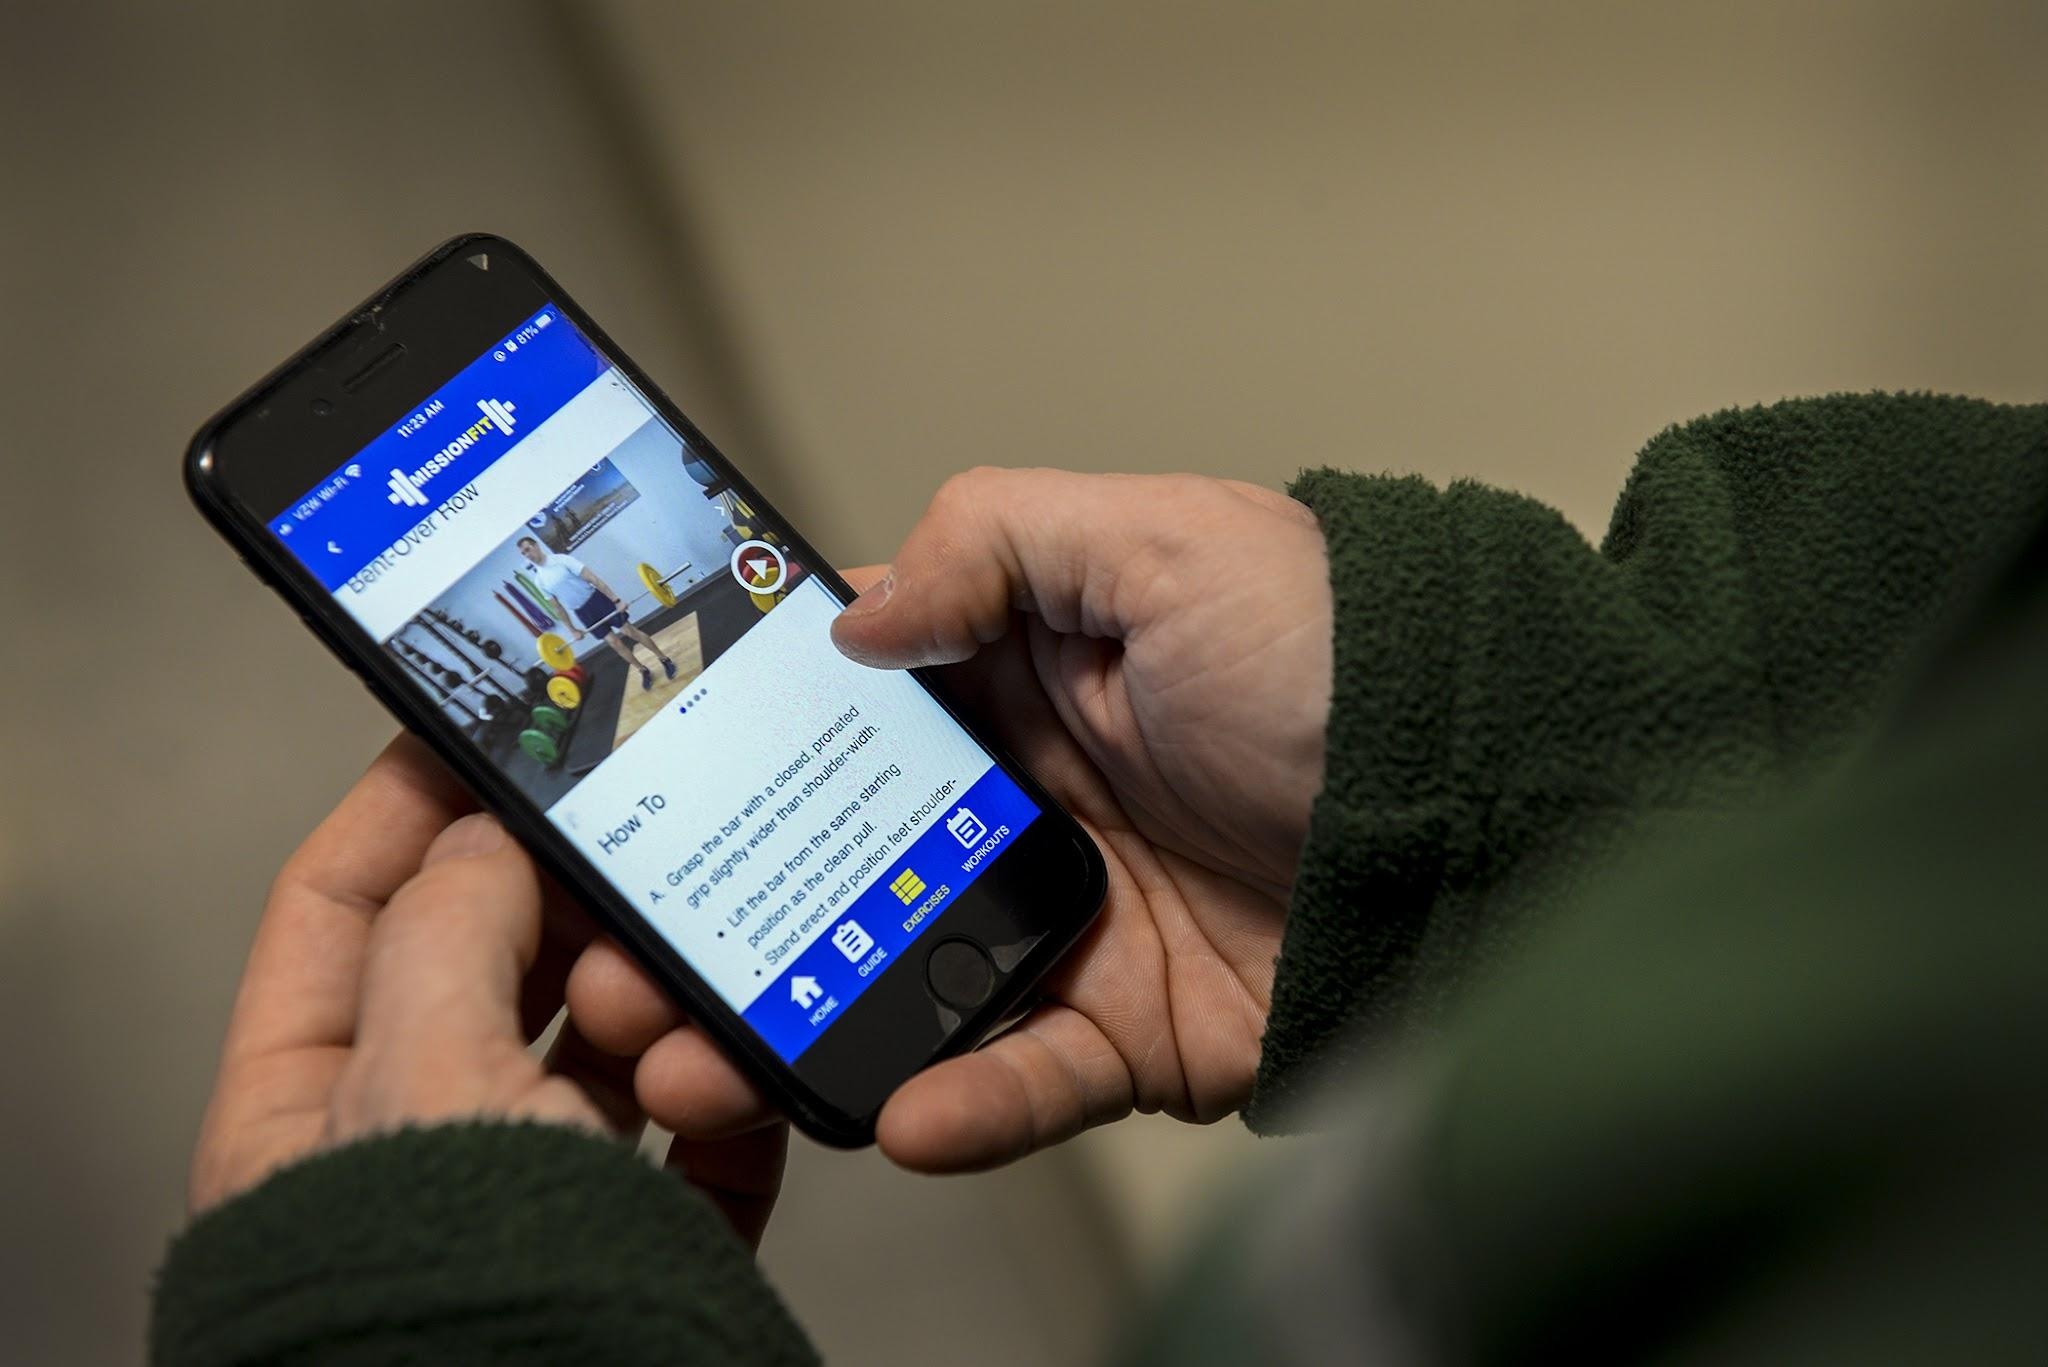 VZW Wi-Fi 11:23 AM 81%
MISSIONFIT
Bent-Over Row
How To
A. Grasp the bar with a closed, pronated
grip slightly wider than shoulder-width.
• Lift the bar from the same starting
position as the clean pull.
• Stand erect and position feet shoulder-
HOME GUIDE EXERCISES WORKOUTS